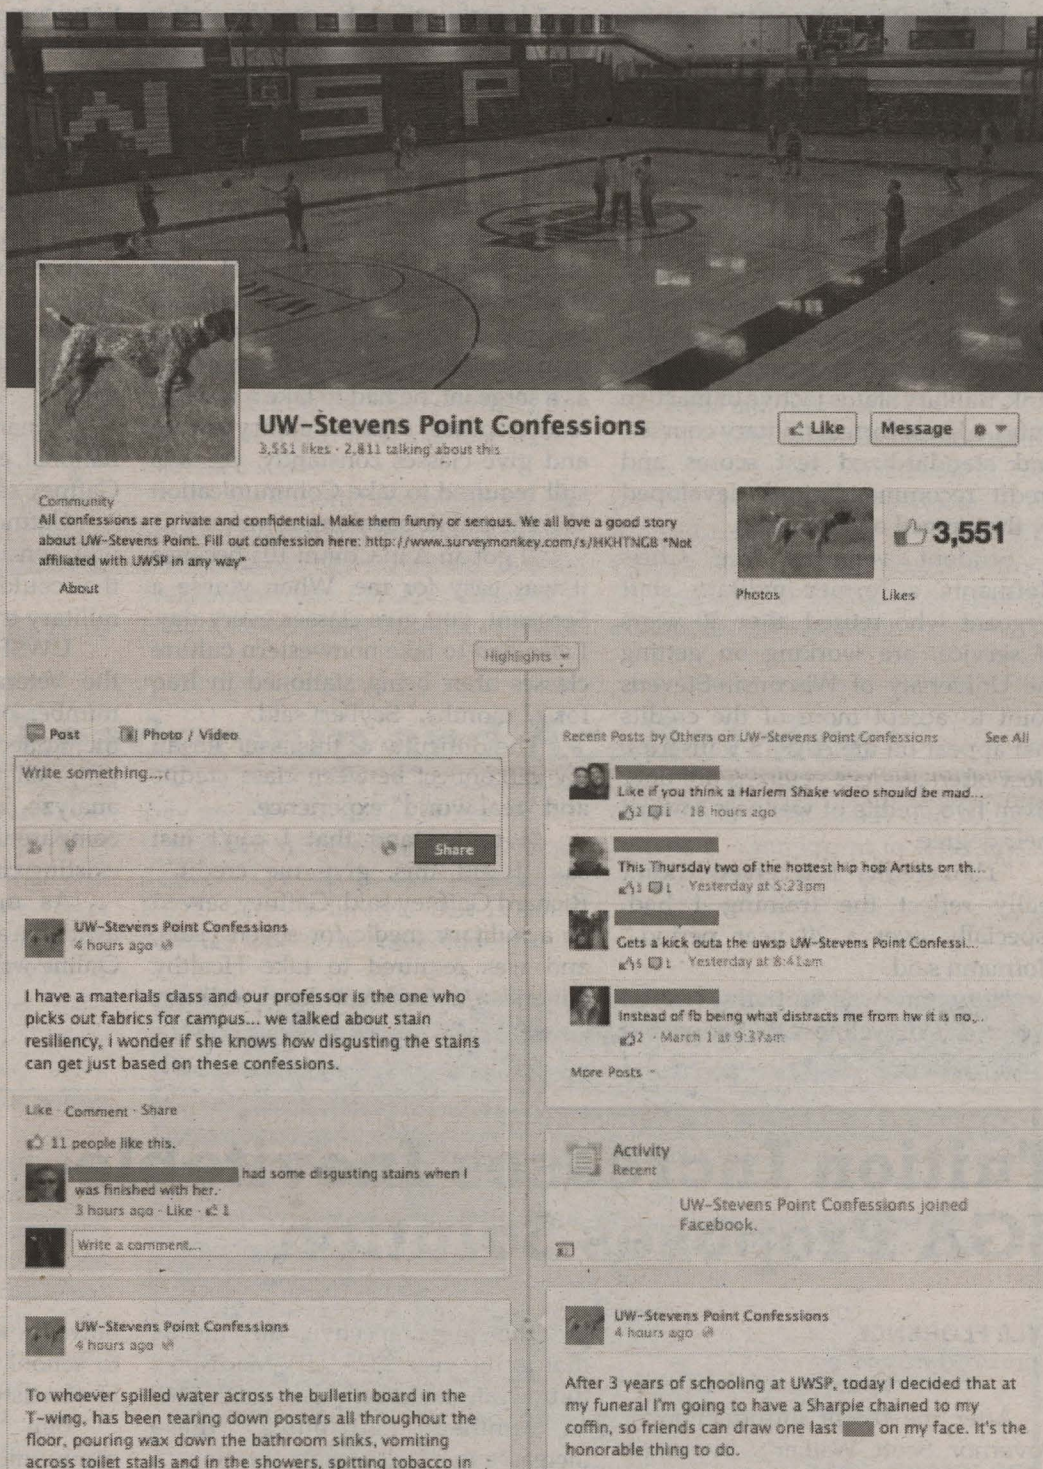 W S P
UW-Stevens Point Confessions
3,551 likes · 2,811 talking about this
Like
Message
Community
All confessions are private and confidential. Make them funny or serious. We all love a good story
about UW-Stevens Point. Fill out confession here: http://www.surveymonkey.com/s/HKHTNGB *Not
affiliated with UWSP in any way*
About
3,551
Photos
Likes
Highlights
Post
Photo / Video
Write something...
Share
UW-Stevens Point Confessions
4 hours ago
I have a materials class and our professor is the one who
picks out fabrics for campus... we talked about stain
resiliency, i wonder if she knows how disgusting the stains
can get just based on these confessions.
Like · Comment · Share
11 people like this.
had some disgusting stains when I
was finished with her.
3 hours ago · Like · 1
Write a comment...
UW-Stevens Point Confessions
4 hours ago
To whoever spilled water across the bulletin board in the
T-wing, has been tearing down posters all throughout the
floor, pouring wax down the bathroom sinks, vomiting
across toilet stalls and in the showers, spitting tobacco in
Recent Posts by Others on UW-Stevens Point Confessions
See All
Like if you think a Harlem Shake video should be mad...
2 1 · 18 hours ago
This Thursday two of the hottest hip hop Artists on th...
1 · Yesterday at 5:23pm
Gets a kick outa the uwsp UW-Stevens Point Confessi...
5 1 · Yesterday at 8:41am
Instead of fb being what distracts me from hw it is no...
2 · March 1 at 9:37am
More Posts
Activity
Recent
UW-Stevens Point Confessions joined
Facebook.
UW-Stevens Point Confessions
4 hours ago
After 3 years of schooling at UWSP, today I decided that at
my funeral I'm going to have a Sharpie chained to my
coffin, so friends can draw one last on my face. It's the
honorable thing to do.